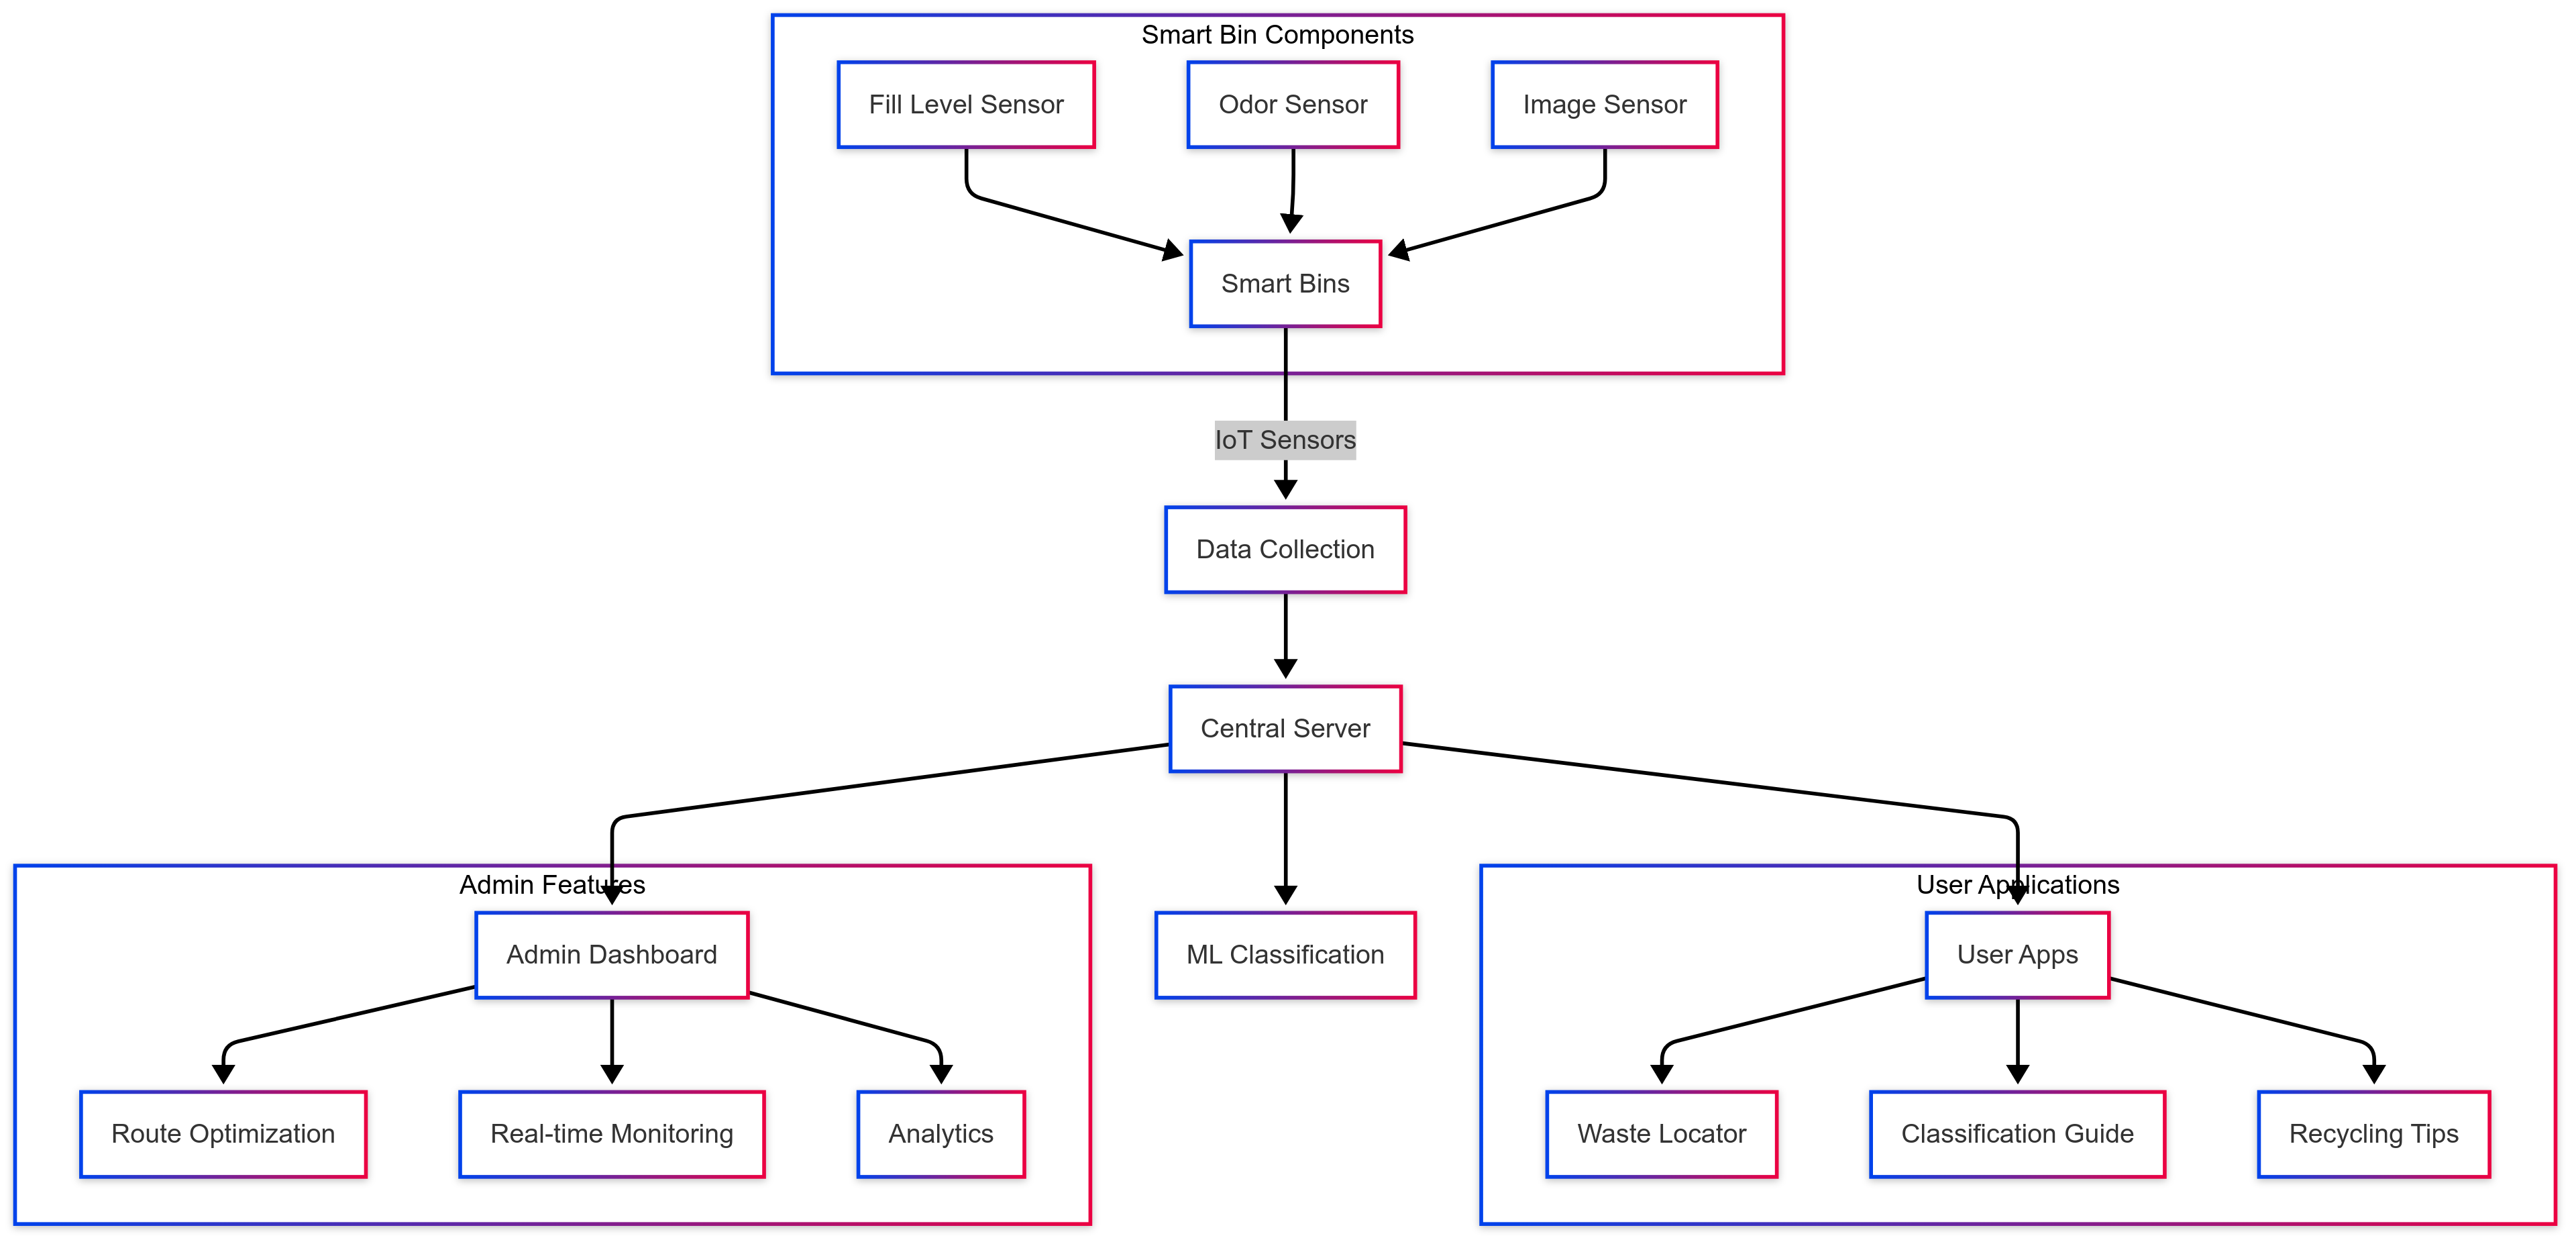 Smart Bin Components
Fill Level Sensor
Odor Sensor
Image Sensor
Smart Bins
IoT Sensors
Data Collection
Central Server
Admin Features
User Applications
Admin Dashboard
ML Classification
User Apps
Route Optimization
Real-time Monitoring
Analytics
Waste Locator
Classification Guide
Recycling Tips